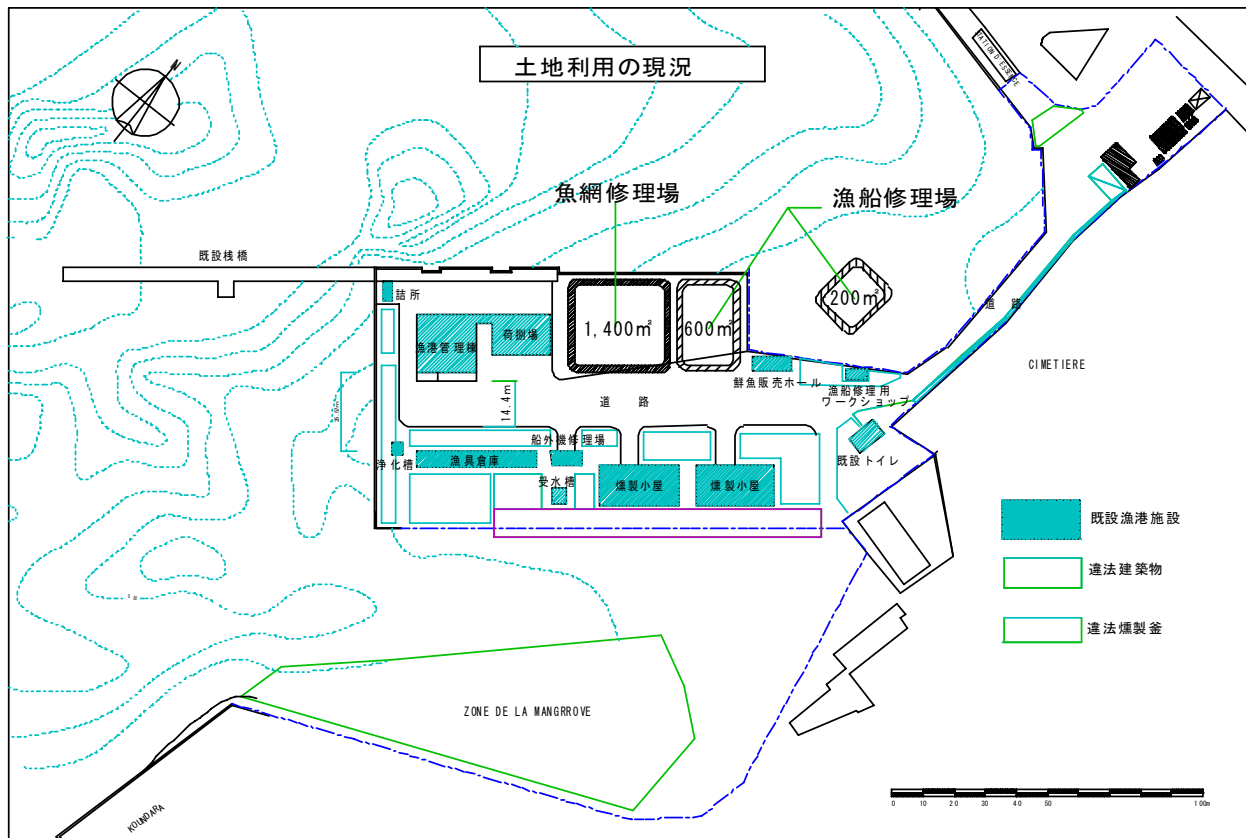 土地利用の現況
N
STATION D'ESSENCE
魚網修理場
漁船修理場
既設桟橋
詰所
荷捌場
漁港管理棟
1,400㎡
600㎡
200㎡
道 路
CIMETIERE
鮮魚販売ホール
漁船修理用
ワークショップ
14.4m
道 路
船外機修理場
浄化槽
漁具倉庫
受水槽
燻製小屋
燻製小屋
既設トイレ
既設漁港施設
違法建築物
違法燻製釜
ZONE DE LA MANGRROVE
KOUNDARA
0 10 20 30 40 50 100m